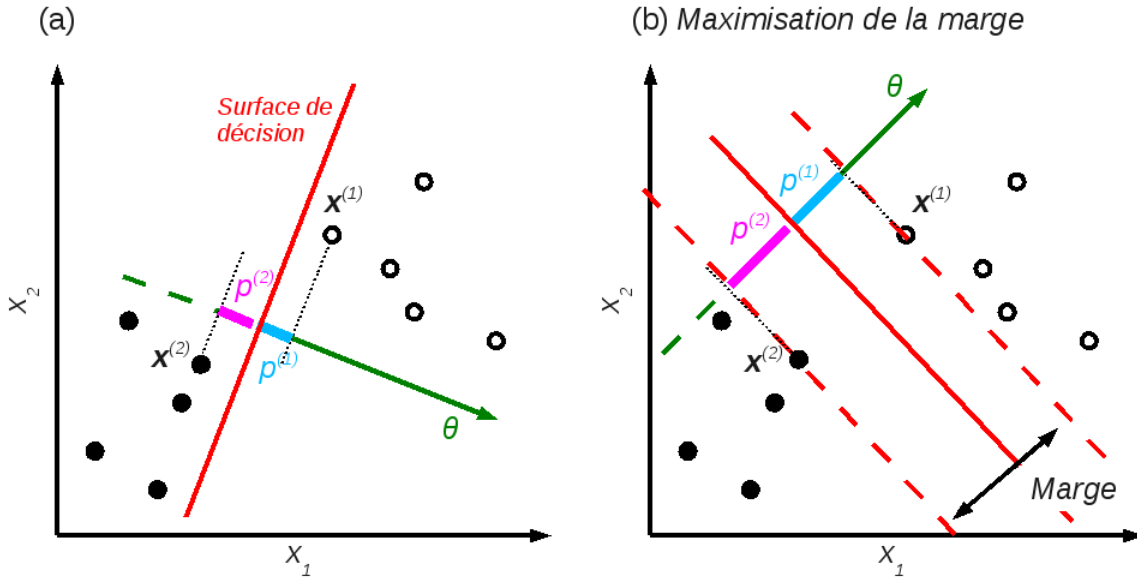 (a)
Surface de
décision
x⁽¹⁾
p⁽²⁾
x⁽²⁾
p⁽¹⁾
θ
X₂
X₁
(b) Maximisation de la marge
θ
p⁽¹⁾
x⁽¹⁾
p⁽²⁾
x⁽²⁾
Marge
X₂
X₁